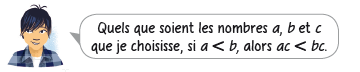 Quels que soient les nombres a, b et c
que je choisisse, si a < b, alors ac < bc.